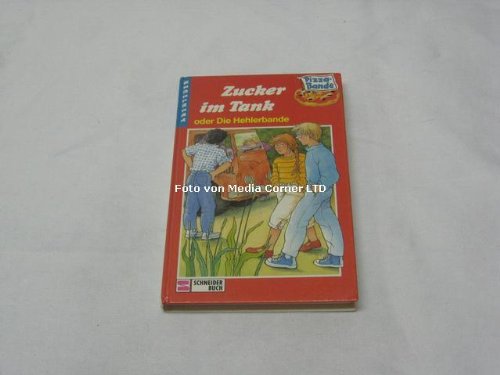 Zucker
im Tank
oder Die Hehlerbande
Pizza-
Bande
Foto von Media Corner LTD
SCHNEIDER
BUCH